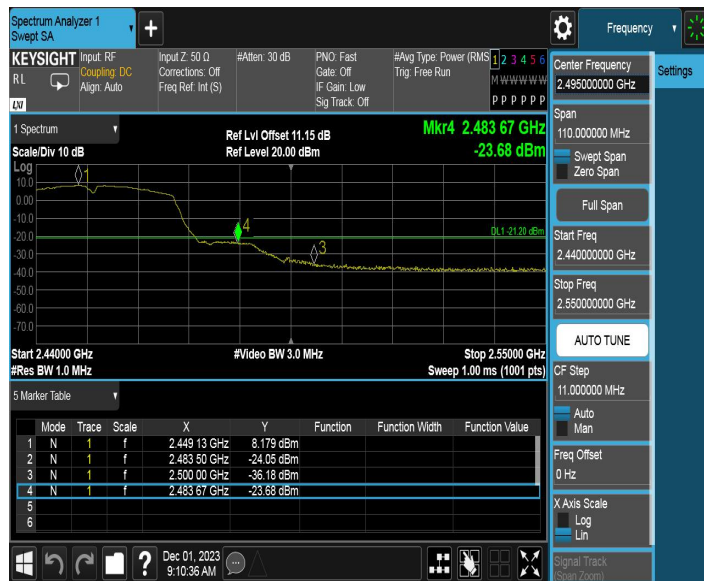 Spectrum Analyzer 1
Swept SA
+
Frequency
KEYSIGHT
RL
LXI
Input: RF
Coupling: DC
Align: Auto
Input Z: 50 Ω
Corrections: Off
Freq Ref: Int (S)
#Atten: 30 dB
PNO: Fast
Gate: Off
IF Gain: Low
Sig Track: Off
#Avg Type: Power (RMS
Trig: Free Run
1 2 3 4 5 6
M W W W W W
P P P P P P
Center Frequency
2.495000000 GHz
Settings
Span
110.000000 MHz
Swept Span
Zero Span
Full Span
Start Freq
2.440000000 GHz
Stop Freq
2.550000000 GHz
AUTO TUNE
CF Step
11.000000 MHz
Auto
Man
Freq Offset
0 Hz
X Axis Scale
Log
Lin
Signal Track
(Span Zoom)
1 Spectrum
Scale/Div 10 dB
Ref Lvl Offset 11.15 dB
Ref Level 20.00 dBm
Mkr4 2.483 67 GHz
-23.68 dBm
Log
10.0
0.00
-10.0
-20.0
-30.0
-40.0
-50.0
-60.0
-70.0
1
4
3
DL1 -21.20 dBm
Start 2.44000 GHz
#Res BW 1.0 MHz
#Video BW 3.0 MHz
Stop 2.55000 GHz
Sweep 1.00 ms (1001 pts)
5 Marker Table
Mode Trace Scale X Y Function Function Width Function Value
1 N 1 f 2.449 13 GHz 8.179 dBm
2 N 1 f 2.483 50 GHz -24.05 dBm
3 N 1 f 2.500 00 GHz -36.18 dBm
4 N 1 f 2.483 67 GHz -23.68 dBm
5
6
?
Dec 01, 2023
9:10:36 AM